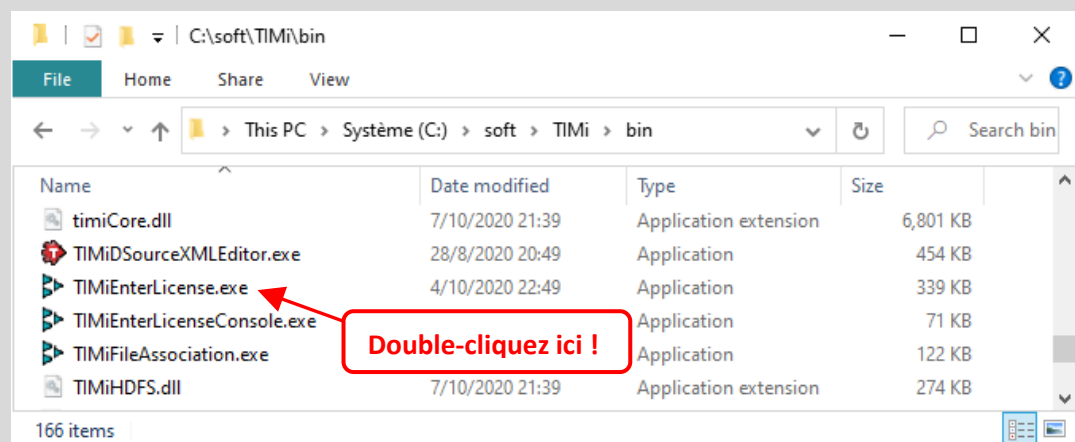 C:\soft\TIMi\bin
File Home Share View
This PC > Système (C:) > soft > TIMi > bin Search bin
Name Date modified Type Size
timiCore.dll 7/10/2020 21:39 Application extension 6,801 KB
TIMiDSourceXMLEditor.exe 28/8/2020 20:49 Application 454 KB
TIMiEnterLicense.exe 4/10/2020 22:49 Application 339 KB
TIMiEnterLicenseConsole.exe Application 71 KB
Double-cliquez ici !
TIMiFileAssociation.exe Application 122 KB
TIMiHDFS.dll 7/10/2020 21:39 Application extension 274 KB
166 items